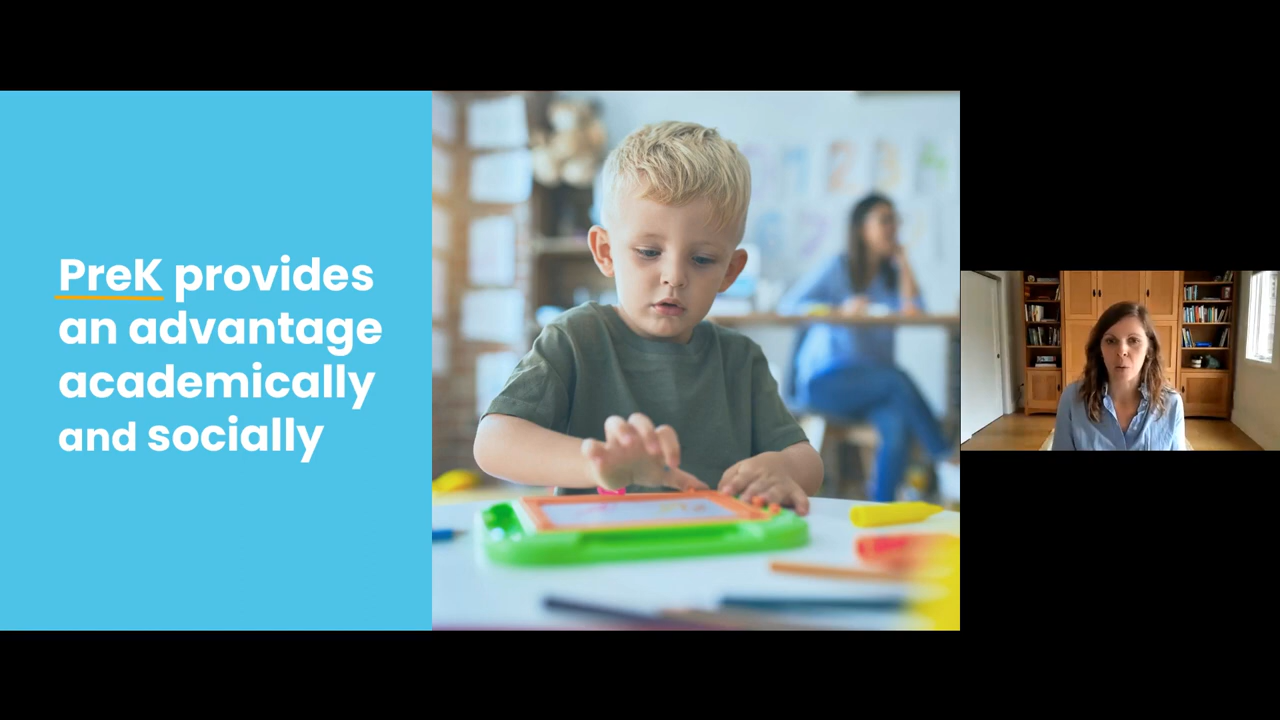 PreK provides
an advantage
academically
and socially